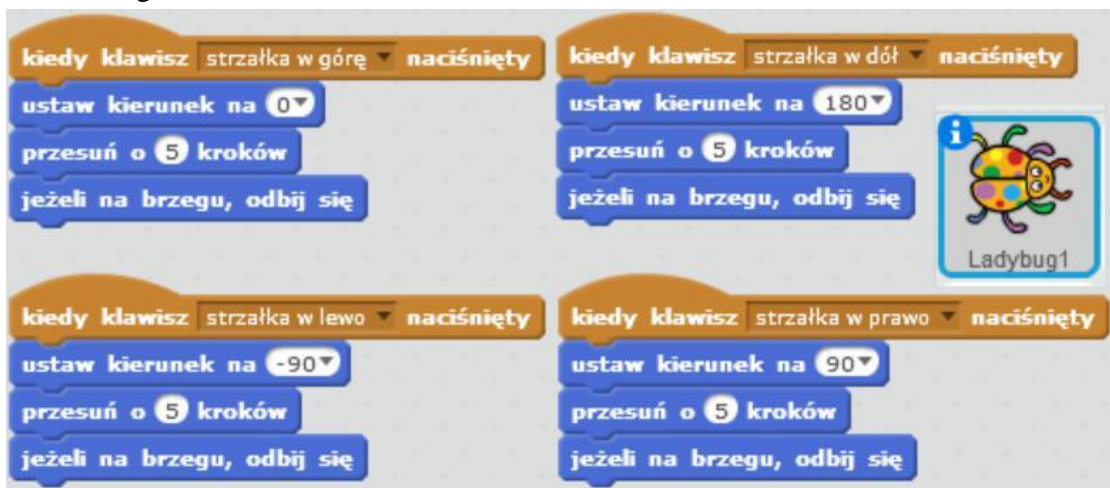 kiedy klawisz strzałka w górę naciśnięty
ustaw kierunek na 0
przesuń o 5 kroków
jeżeli na brzegu, odbij się
kiedy klawisz strzałka w dół naciśnięty
ustaw kierunek na 180
przesuń o 5 kroków
jeżeli na brzegu, odbij się
i
Ladybug1
kiedy klawisz strzałka w lewo naciśnięty
ustaw kierunek na -90
przesuń o 5 kroków
jeżeli na brzegu, odbij się
kiedy klawisz strzałka w prawo naciśnięty
ustaw kierunek na 90
przesuń o 5 kroków
jeżeli na brzegu, odbij się